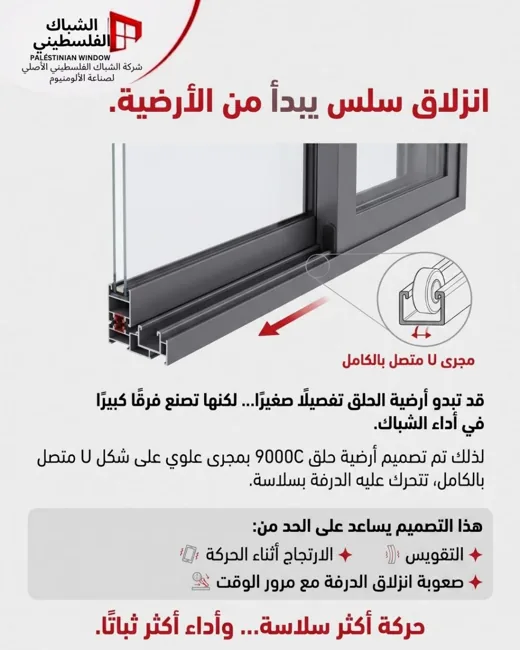 الشباك
الفلسطيني
PALESTINIAN WINDOW
شركة الشباك الفلسطيني الأصلي
لصناعة الألومنيوم
انزلاق سلس يبدأ من الأرضية.
مجرى U متصل بالكامل
قد تبدو أرضية الحلق تفصيلًا صغيرًا... لكنها تصنع فرقًا كبيرًا
في أداء الشباك.
لذلك تم تصميم أرضية حلق 9000C بمجرى علوي على شكل U متصل
بالكامل، تتحرك عليه الدرفة بسلاسة.
هذا التصميم يساعد على الحد من:
التقويس الارتجاج أثناء الحركة
صعوبة انزلاق الدرفة مع مرور الوقت
حركة أكثر سلاسة... وأداء أكثر ثباتًا.